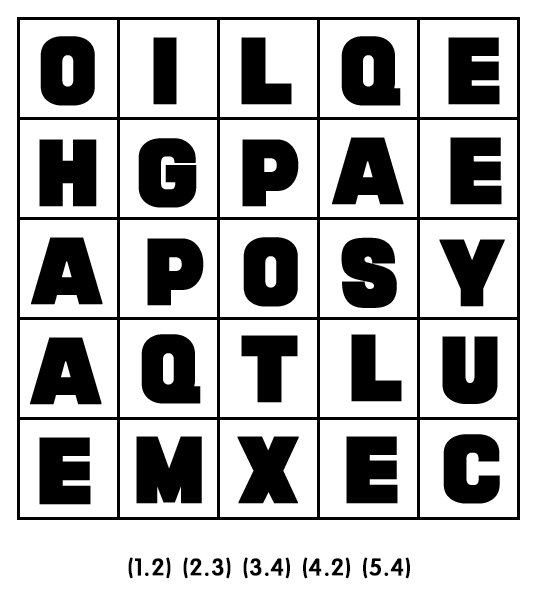 O I L Q E
H G P A E
A P O S Y
A Q T L U
E M X E C
(1.2) (2.3) (3.4) (4.2) (5.4)